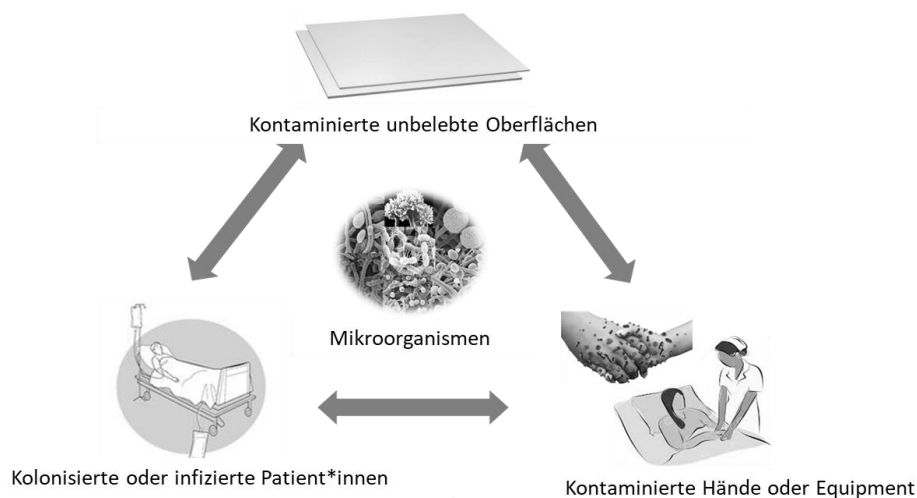 Kontaminierte unbelebte Oberflächen
Mikroorganismen
Kolonisierte oder infizierte Patient*innen
Kontaminierte Hände oder Equipment